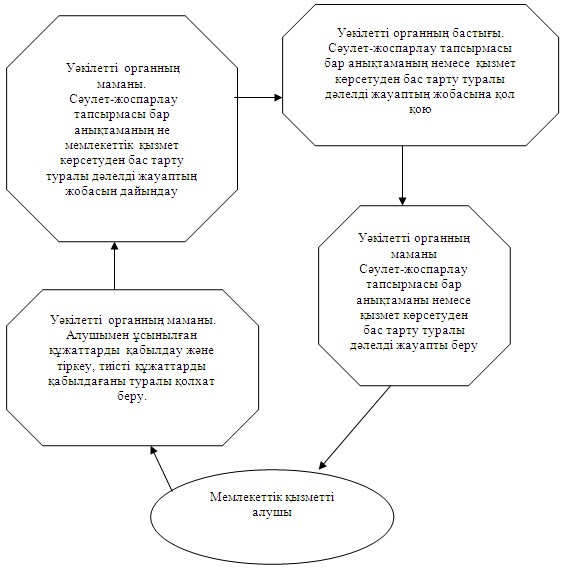 Уәкілетті органның
маманы.
Сәулет-жоспарлау
тапсырмасы бар
анықтаманың не
мемлекеттік қызмет
көрсетуден бас тарту
туралы дәлелді жауаптың
жобасын дайындау
Уәкілетті органның бастығы.
Сәулет-жоспарлау тапсырмасы
бар анықтаманың немесе қызмет
көрсетуден бас тарту туралы
дәлелді жауаптың жобасына қол
қою
Уәкілетті органның
маманы
Сәулет-жоспарлау
тапсырмасы бар
анықтаманы немесе
қызмет көрсетуден
бас тарту туралы
дәлелді жауапты беру
Уәкілетті органның маманы.
Алушымен ұсынылған
құжаттарды қабылдау және
тіркеу, тиісті құжаттарды
қабылдағаны туралы қолхат
беру.
Мемлекеттік қызметті
алушы